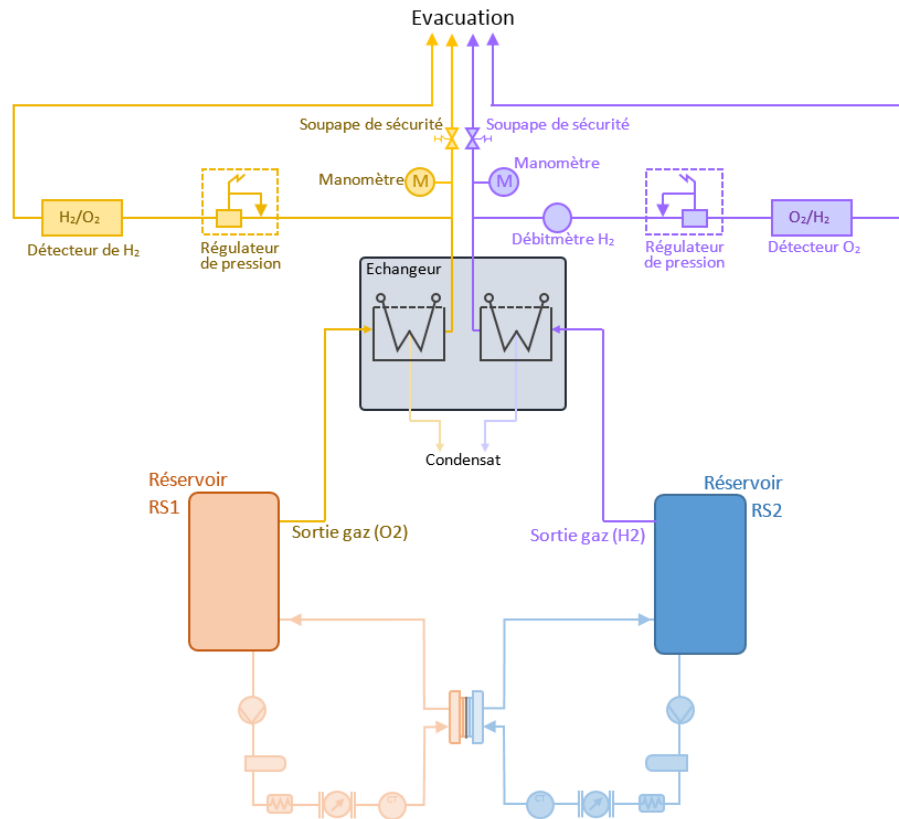 Evacuation
Soupape de sécurité
Soupape de sécurité
Manomètre
M
M
Manomètre
H₂/O₂
O₂/H₂
Détecteur de H₂
Régulateur
de pression
Débitmètre H₂
Régulateur
de pression
Détecteur O₂
Echangeur
Condensat
Réservoir
RS1
Réservoir
RS2
Sortie gaz (O2)
Sortie gaz (H2)
CT
CT